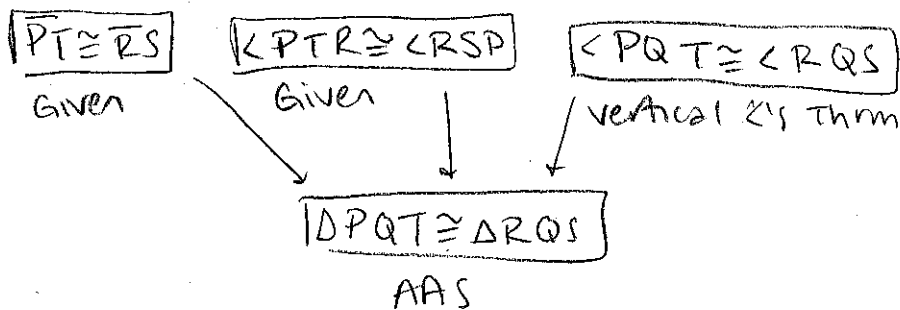 PT ≅ RS <PTR ≅ <RSP <PQT ≅ <RQS
Given Given vertical <'s Thrm
ΔPQT ≅ ΔRQS
AAS